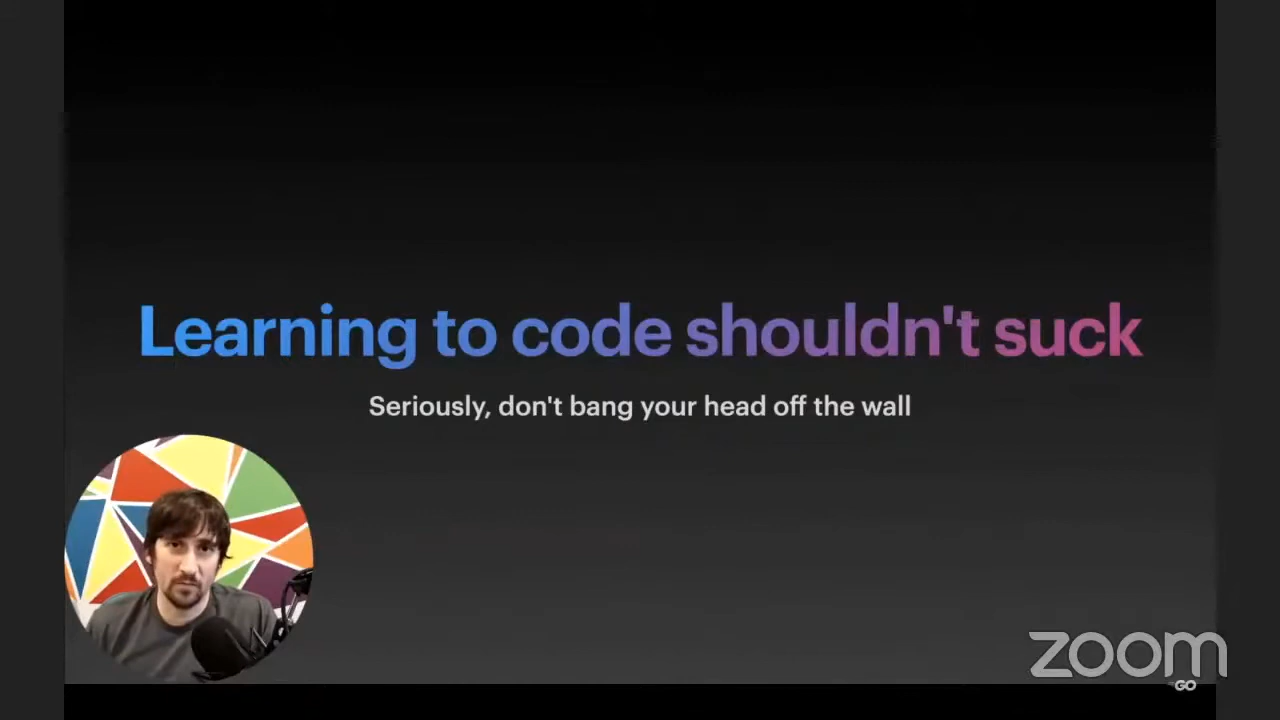 Learning to code shouldn't suck
Seriously, don't bang your head off the wall
zoom
GO